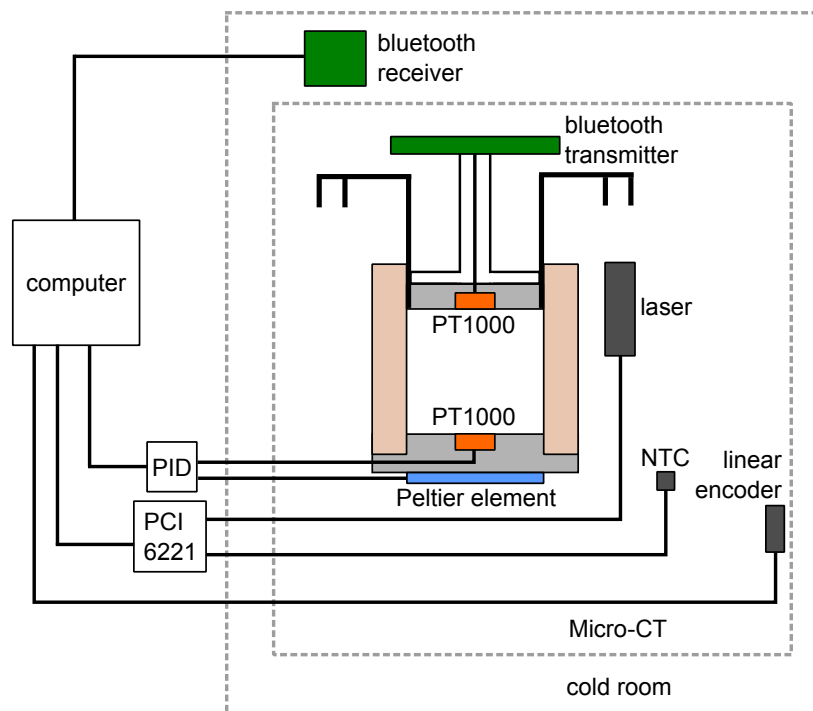 bluetooth
receiver
bluetooth
transmitter
computer
laser
PT1000
PT1000
PID
NTC
linear
encoder
Peltier element
PCI
6221
Micro-CT
cold room